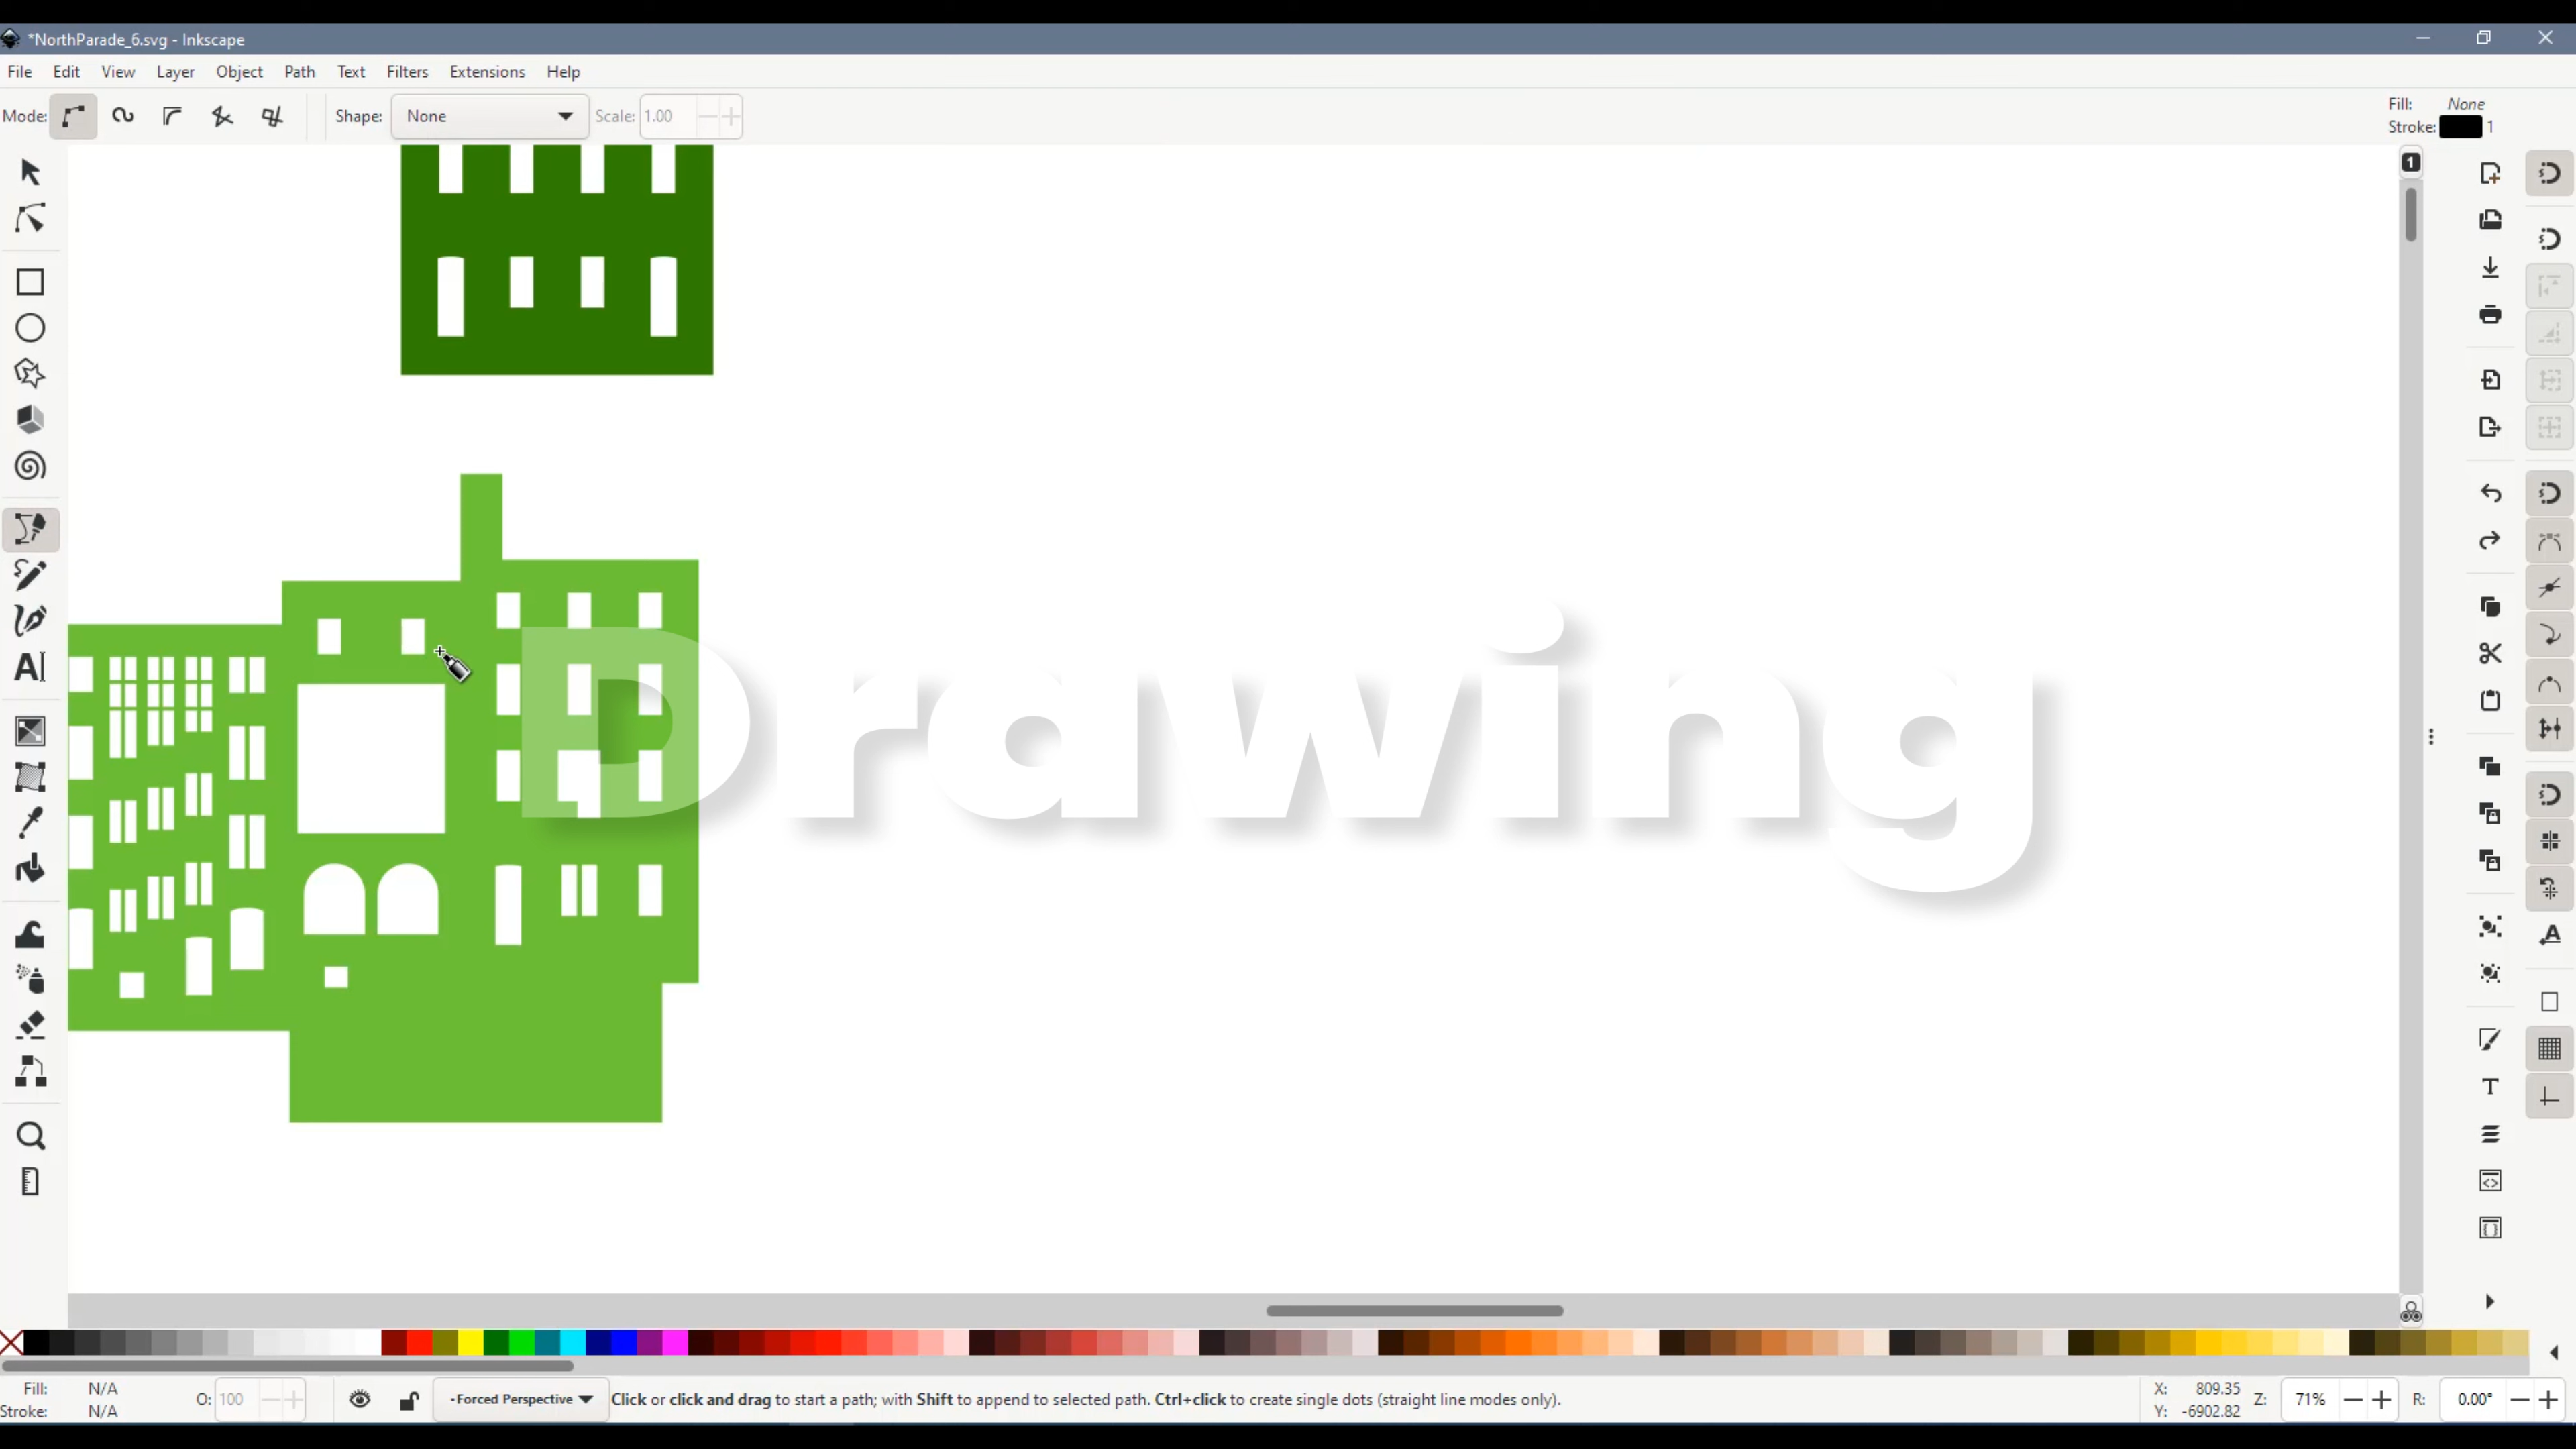 *NorthParade_6.svg - Inkscape
File Edit View Layer Object Path Text Filters Extensions Help
Mode: Shape: None Scale: 1.00
Fill: None
Stroke: 1
1
Drawing
Fill: N/A
Stroke: N/A
O: 100
•Forced Perspective
Click or click and drag to start a path; with Shift to append to selected path. Ctrl+click to create single dots (straight line modes only).
X: 809.35
Y: -6902.82
Z: 71%
R: 0.00°